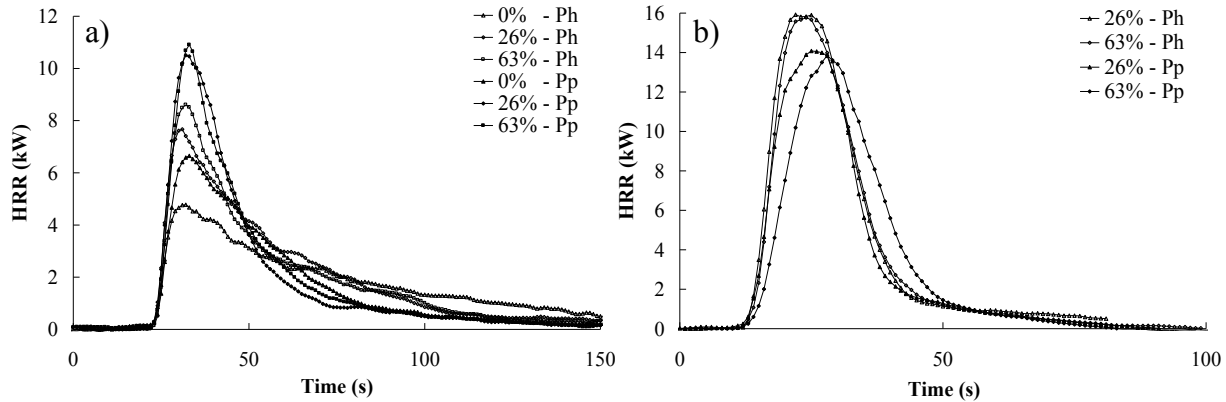 a)
0% - Ph
26% - Ph
63% - Ph
0% - Pp
26% - Pp
63% - Pp
HRR (kW)
12
10
8
6
4
2
0
0 50 100 150
Time (s)
b)
26% - Ph
63% - Ph
26% - Pp
63% - Pp
HRR (kW)
16
14
12
10
8
6
4
2
0
0 50 100
Time (s)